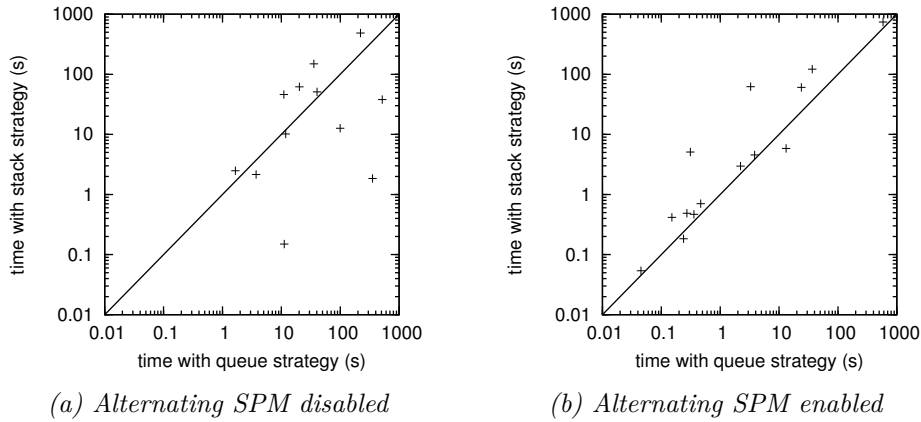 1000
100
10
1
0.1
0.01
time with stack strategy (s)
0.01 0.1 1 10 100 1000
time with queue strategy (s)
(a) Alternating SPM disabled
1000
100
10
1
0.1
0.01
time with stack strategy (s)
0.01 0.1 1 10 100 1000
time with queue strategy (s)
(b) Alternating SPM enabled